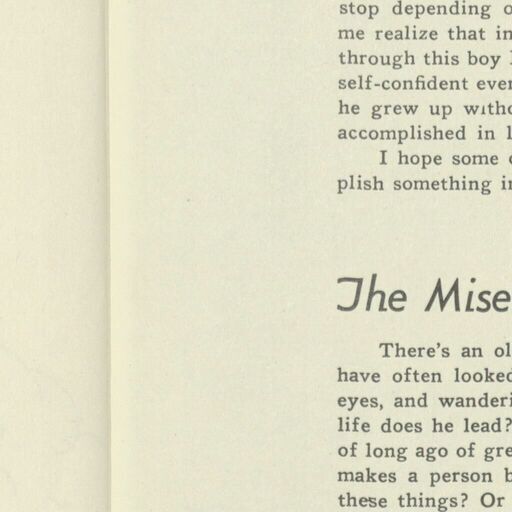 stop depending o
me realize that in
through this boy I
self-confident ever
he grew up witho
accomplished in l
I hope some o
plish something in
The Mise
There's an ol
have often looked
eyes, and wanderi
life does he lead?
of long ago of gre
makes a person b
these things? Or